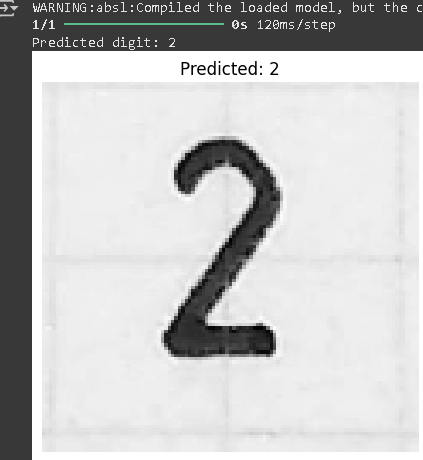 WARNING:absl:Compiled the loaded model, but the c
1/1 0s 120ms/step
Predicted digit: 2
Predicted: 2
2